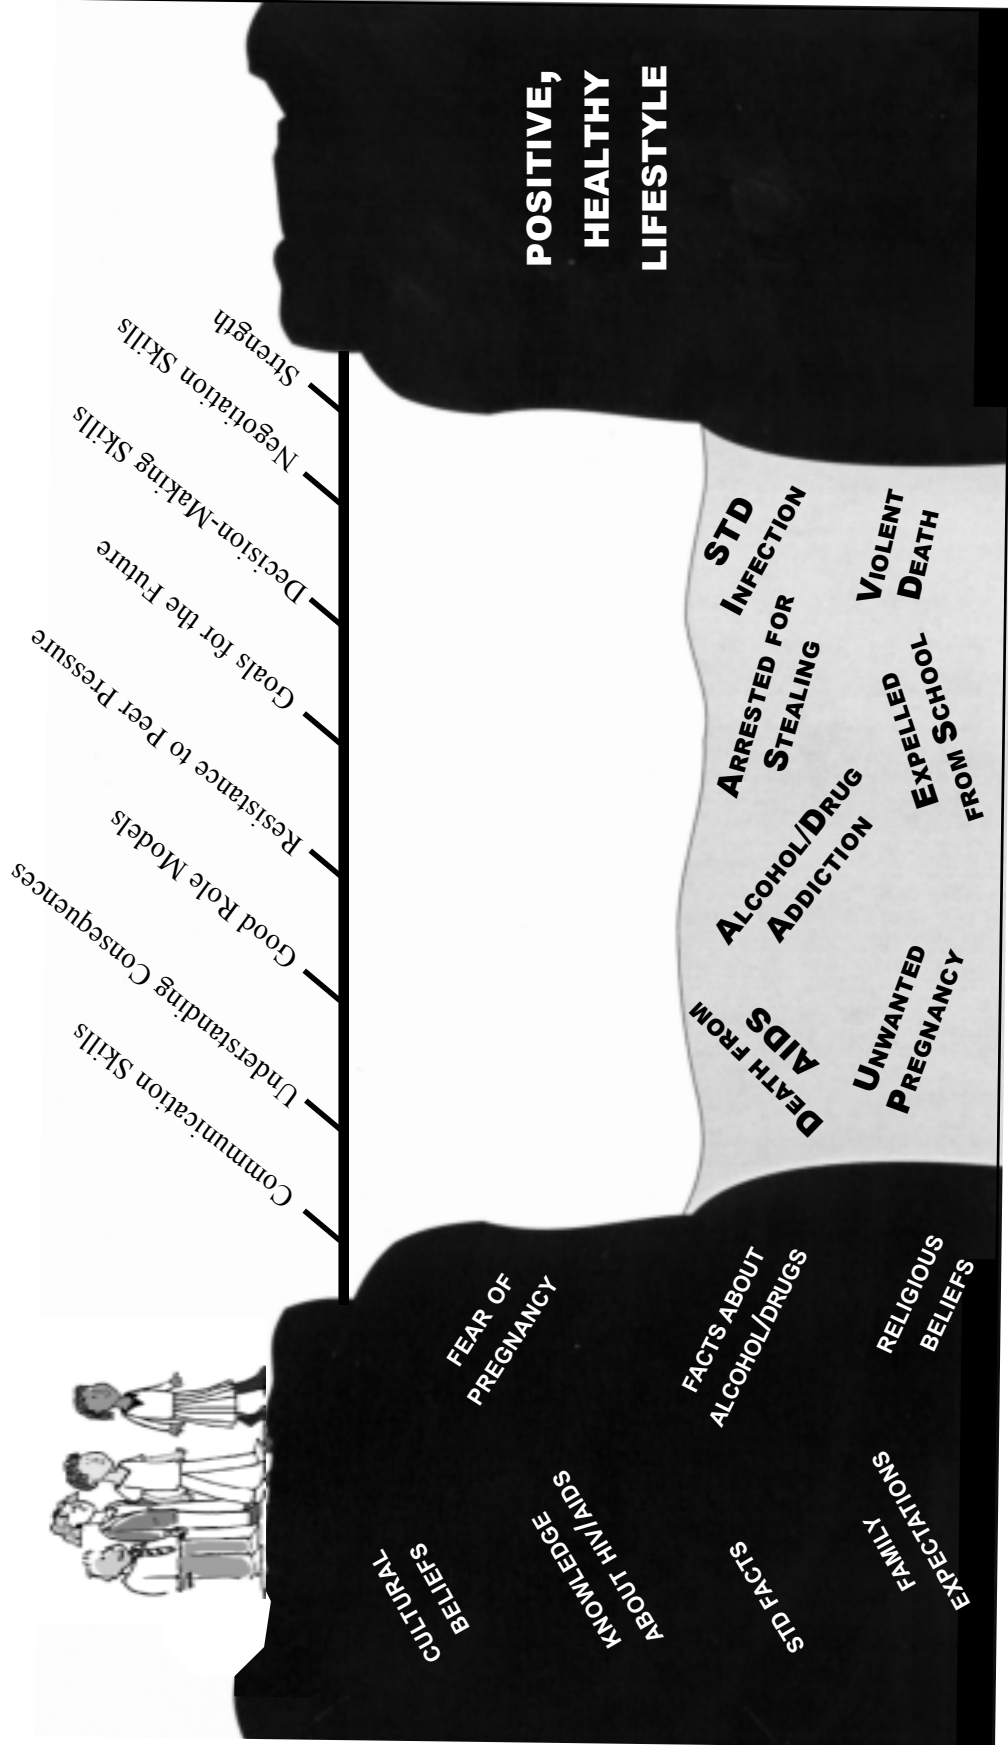 Communication Skills
Understanding Consequences
Good Role Models
Resistance to Peer Pressure
Goals for the Future
Decision-Making Skills
Negotiation Skills
Strength
POSITIVE,
HEALTHY
LIFESTYLE
CULTURAL
BELIEFS
FEAR OF
PREGNANCY
KNOWLEDGE
ABOUT HIV/AIDS
FACTS ABOUT
ALCOHOL/DRUGS
STD FACTS
FAMILY
EXPECTATIONS
RELIGIOUS
BELIEFS
DEATH FROM
AIDS
ALCOHOL/DRUG
ADDICTION
ARRESTED FOR
STEALING
STD
INFECTION
UNWANTED
PREGNANCY
EXPELLED
FROM SCHOOL
VIOLENT
DEATH